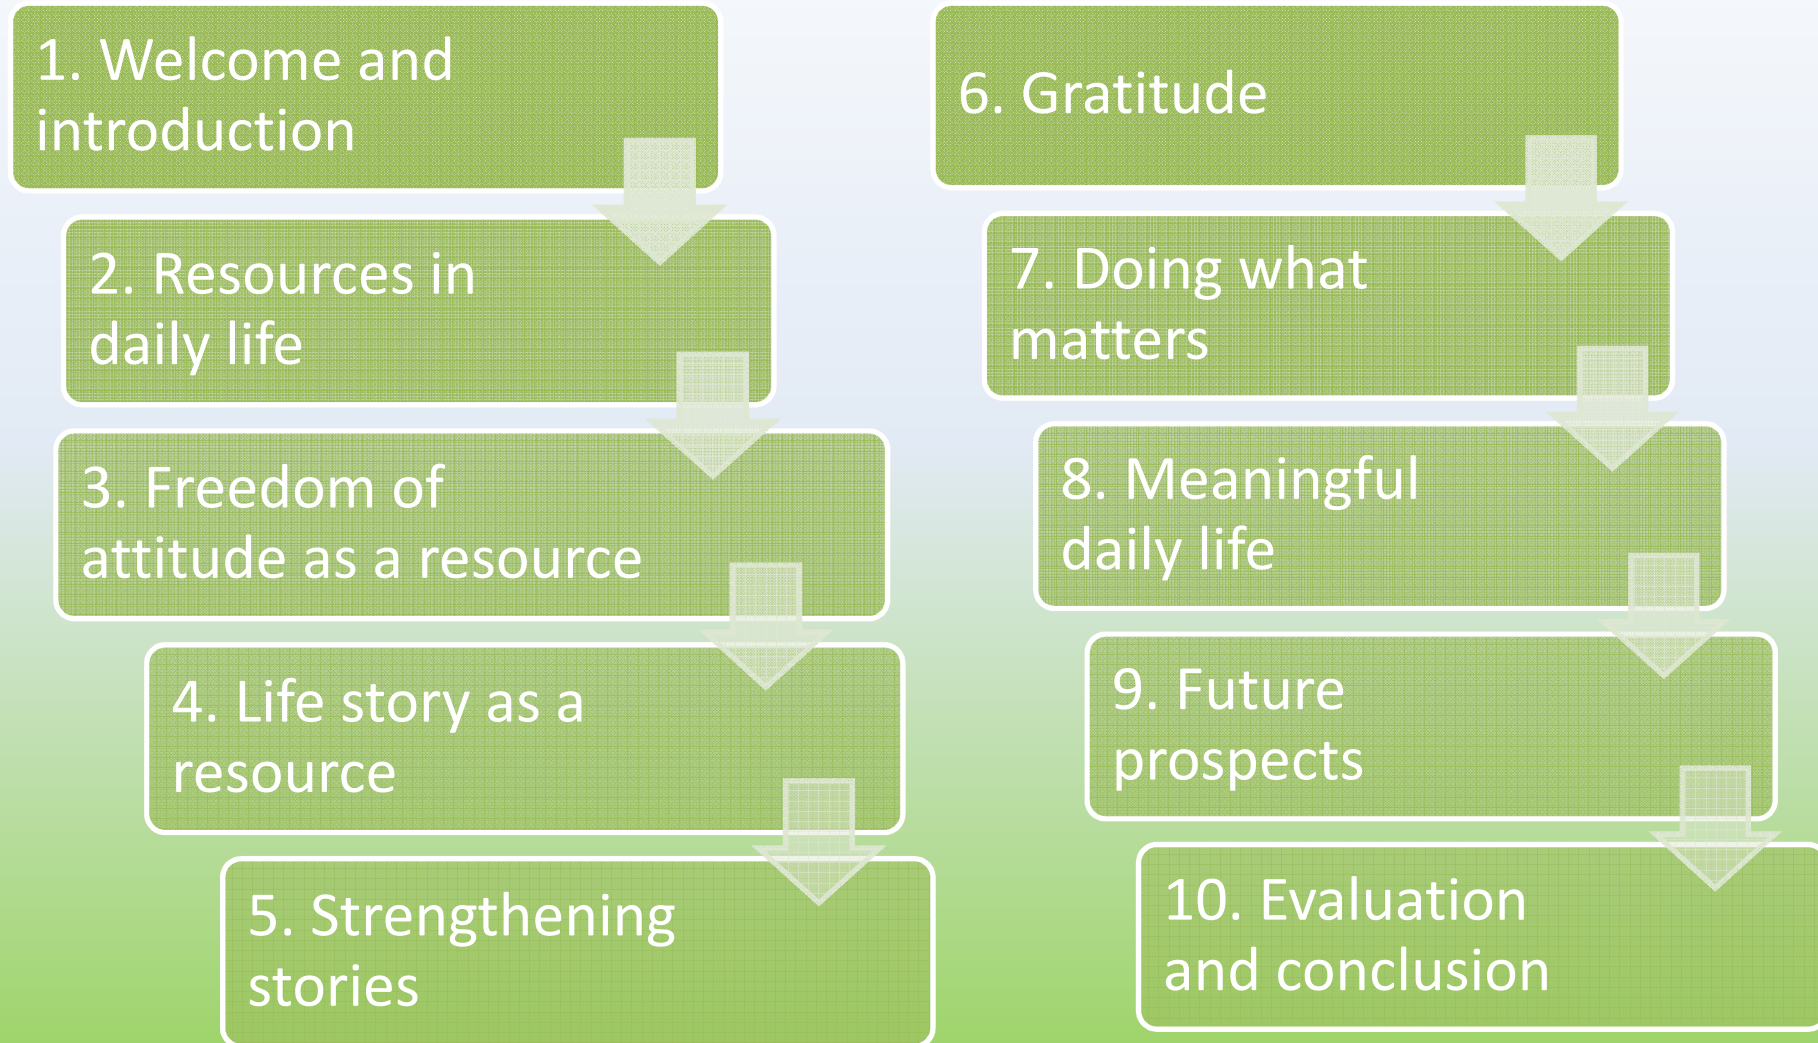 1. Welcome and
introduction
2. Resources in
daily life
3. Freedom of
attitude as a resource
4. Life story as a
resource
5. Strengthening
stories
6. Gratitude
7. Doing what
matters
8. Meaningful
daily life
9. Future
prospects
10. Evaluation
and conclusion